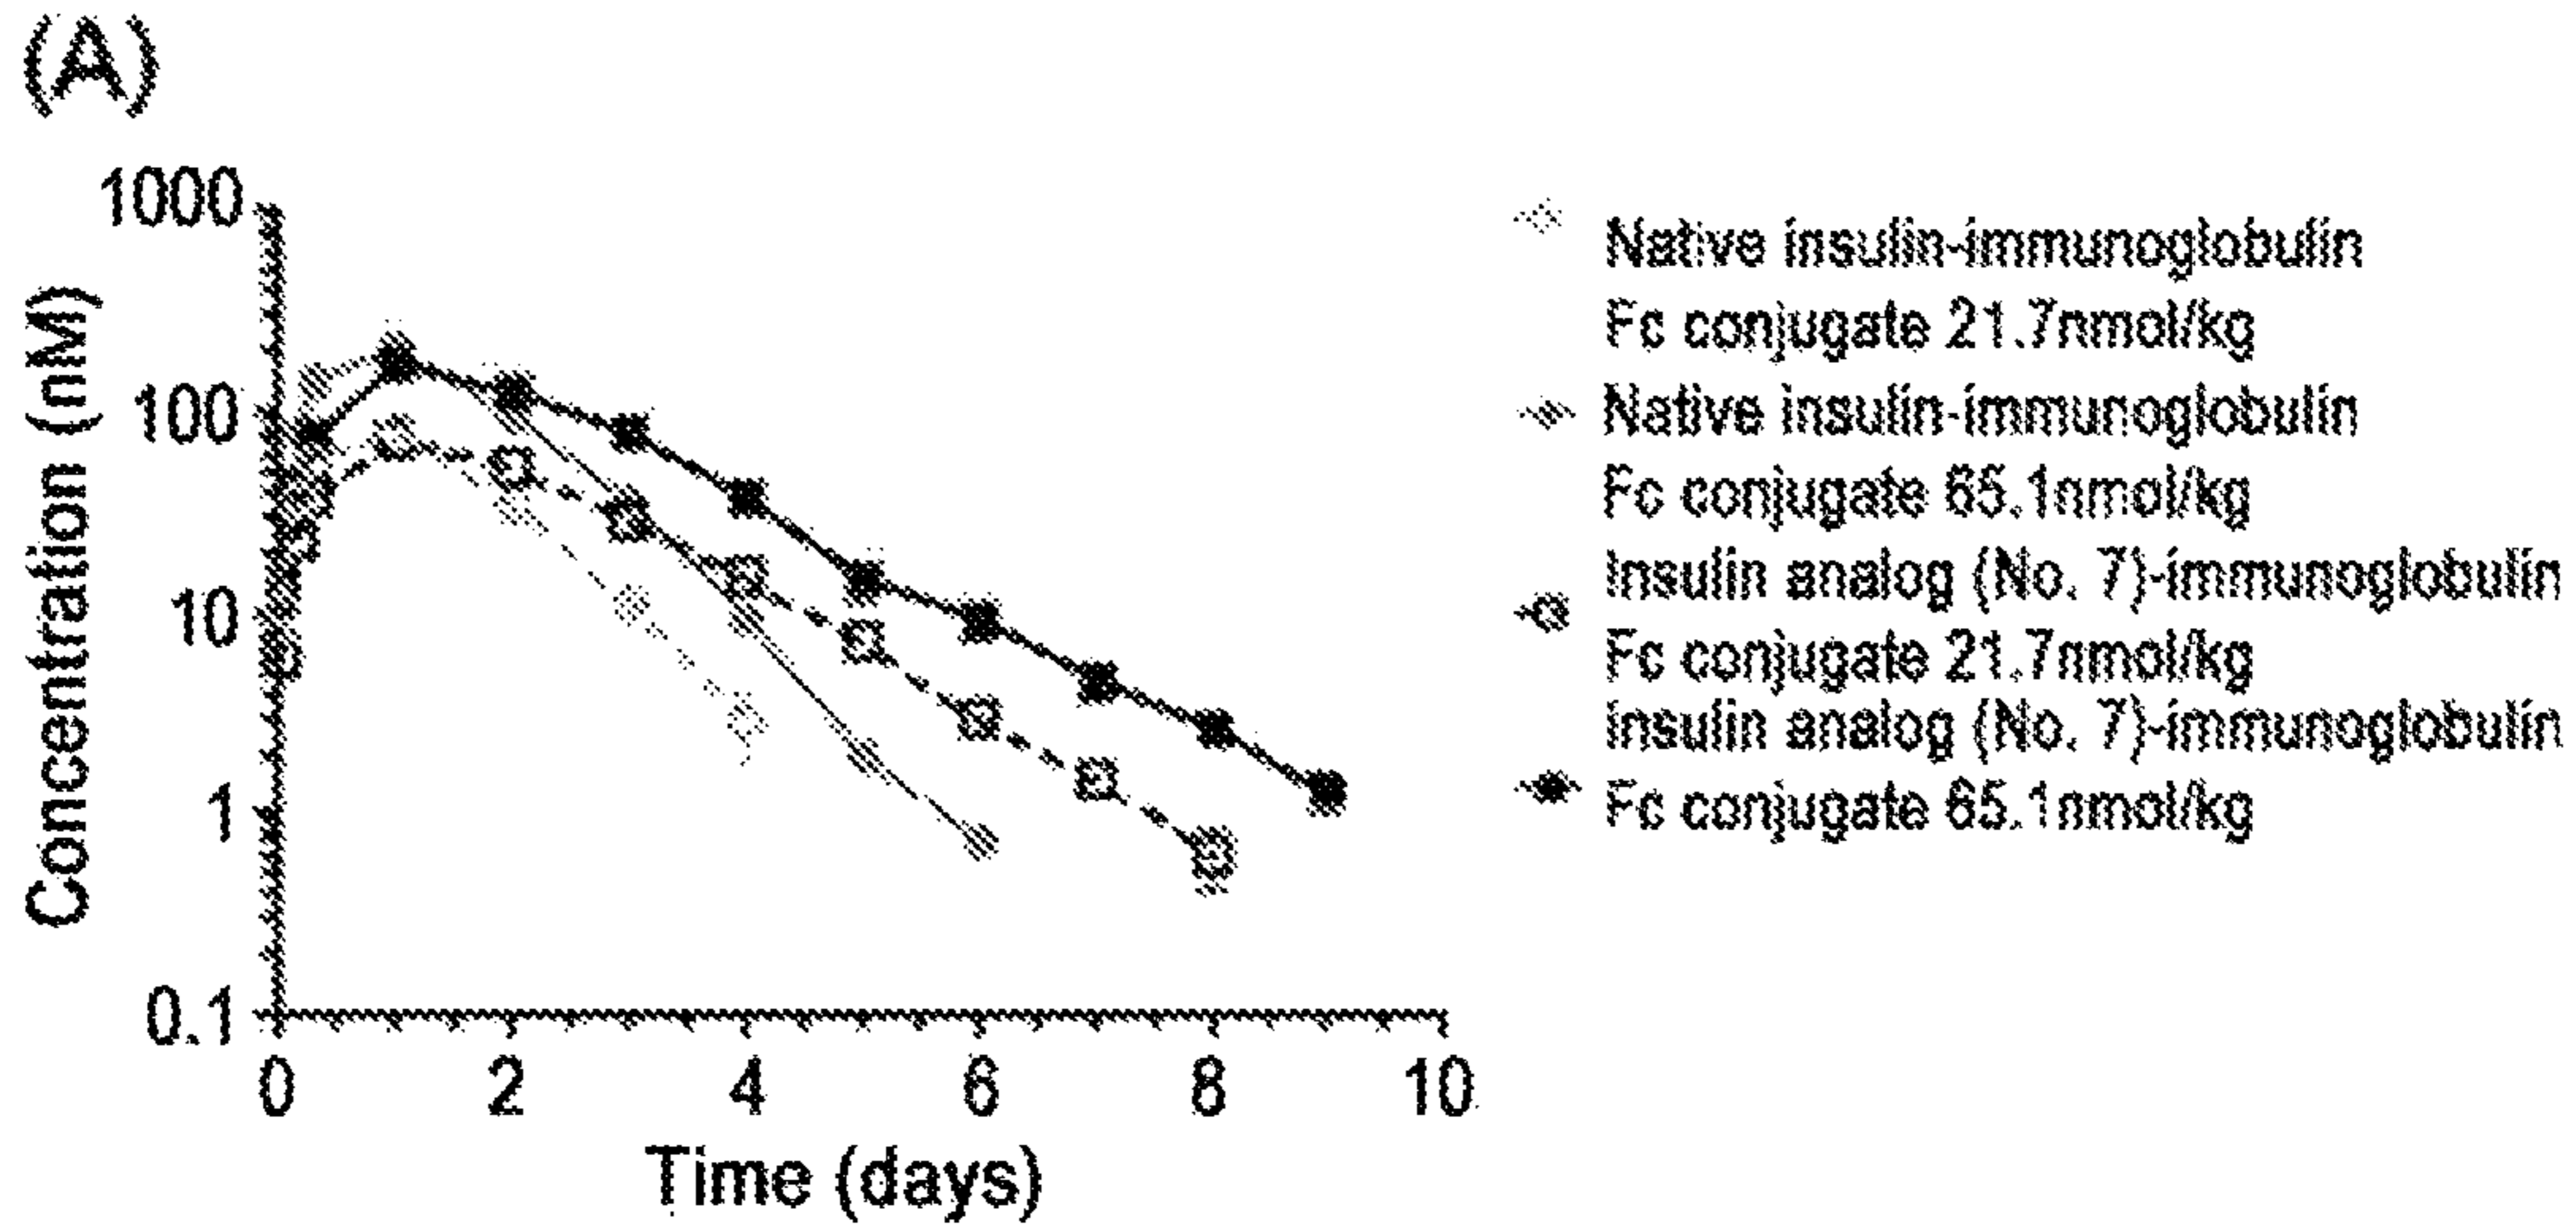 (A)
1000
100
10
1
0.1
Concentration (nM)
0
2
4
6
8
10
Time (days)
Native insulin-immunoglobulin
Fc conjugate 21.7nmol/kg
Native insulin-immunoglobulin
Fc conjugate 65.1nmol/kg
Insulin analog (No. 7)-immunoglobulin
Fc conjugate 21.7nmol/kg
Insulin analog (No. 7)-immunoglobulin
Fc conjugate 65.1nmol/kg